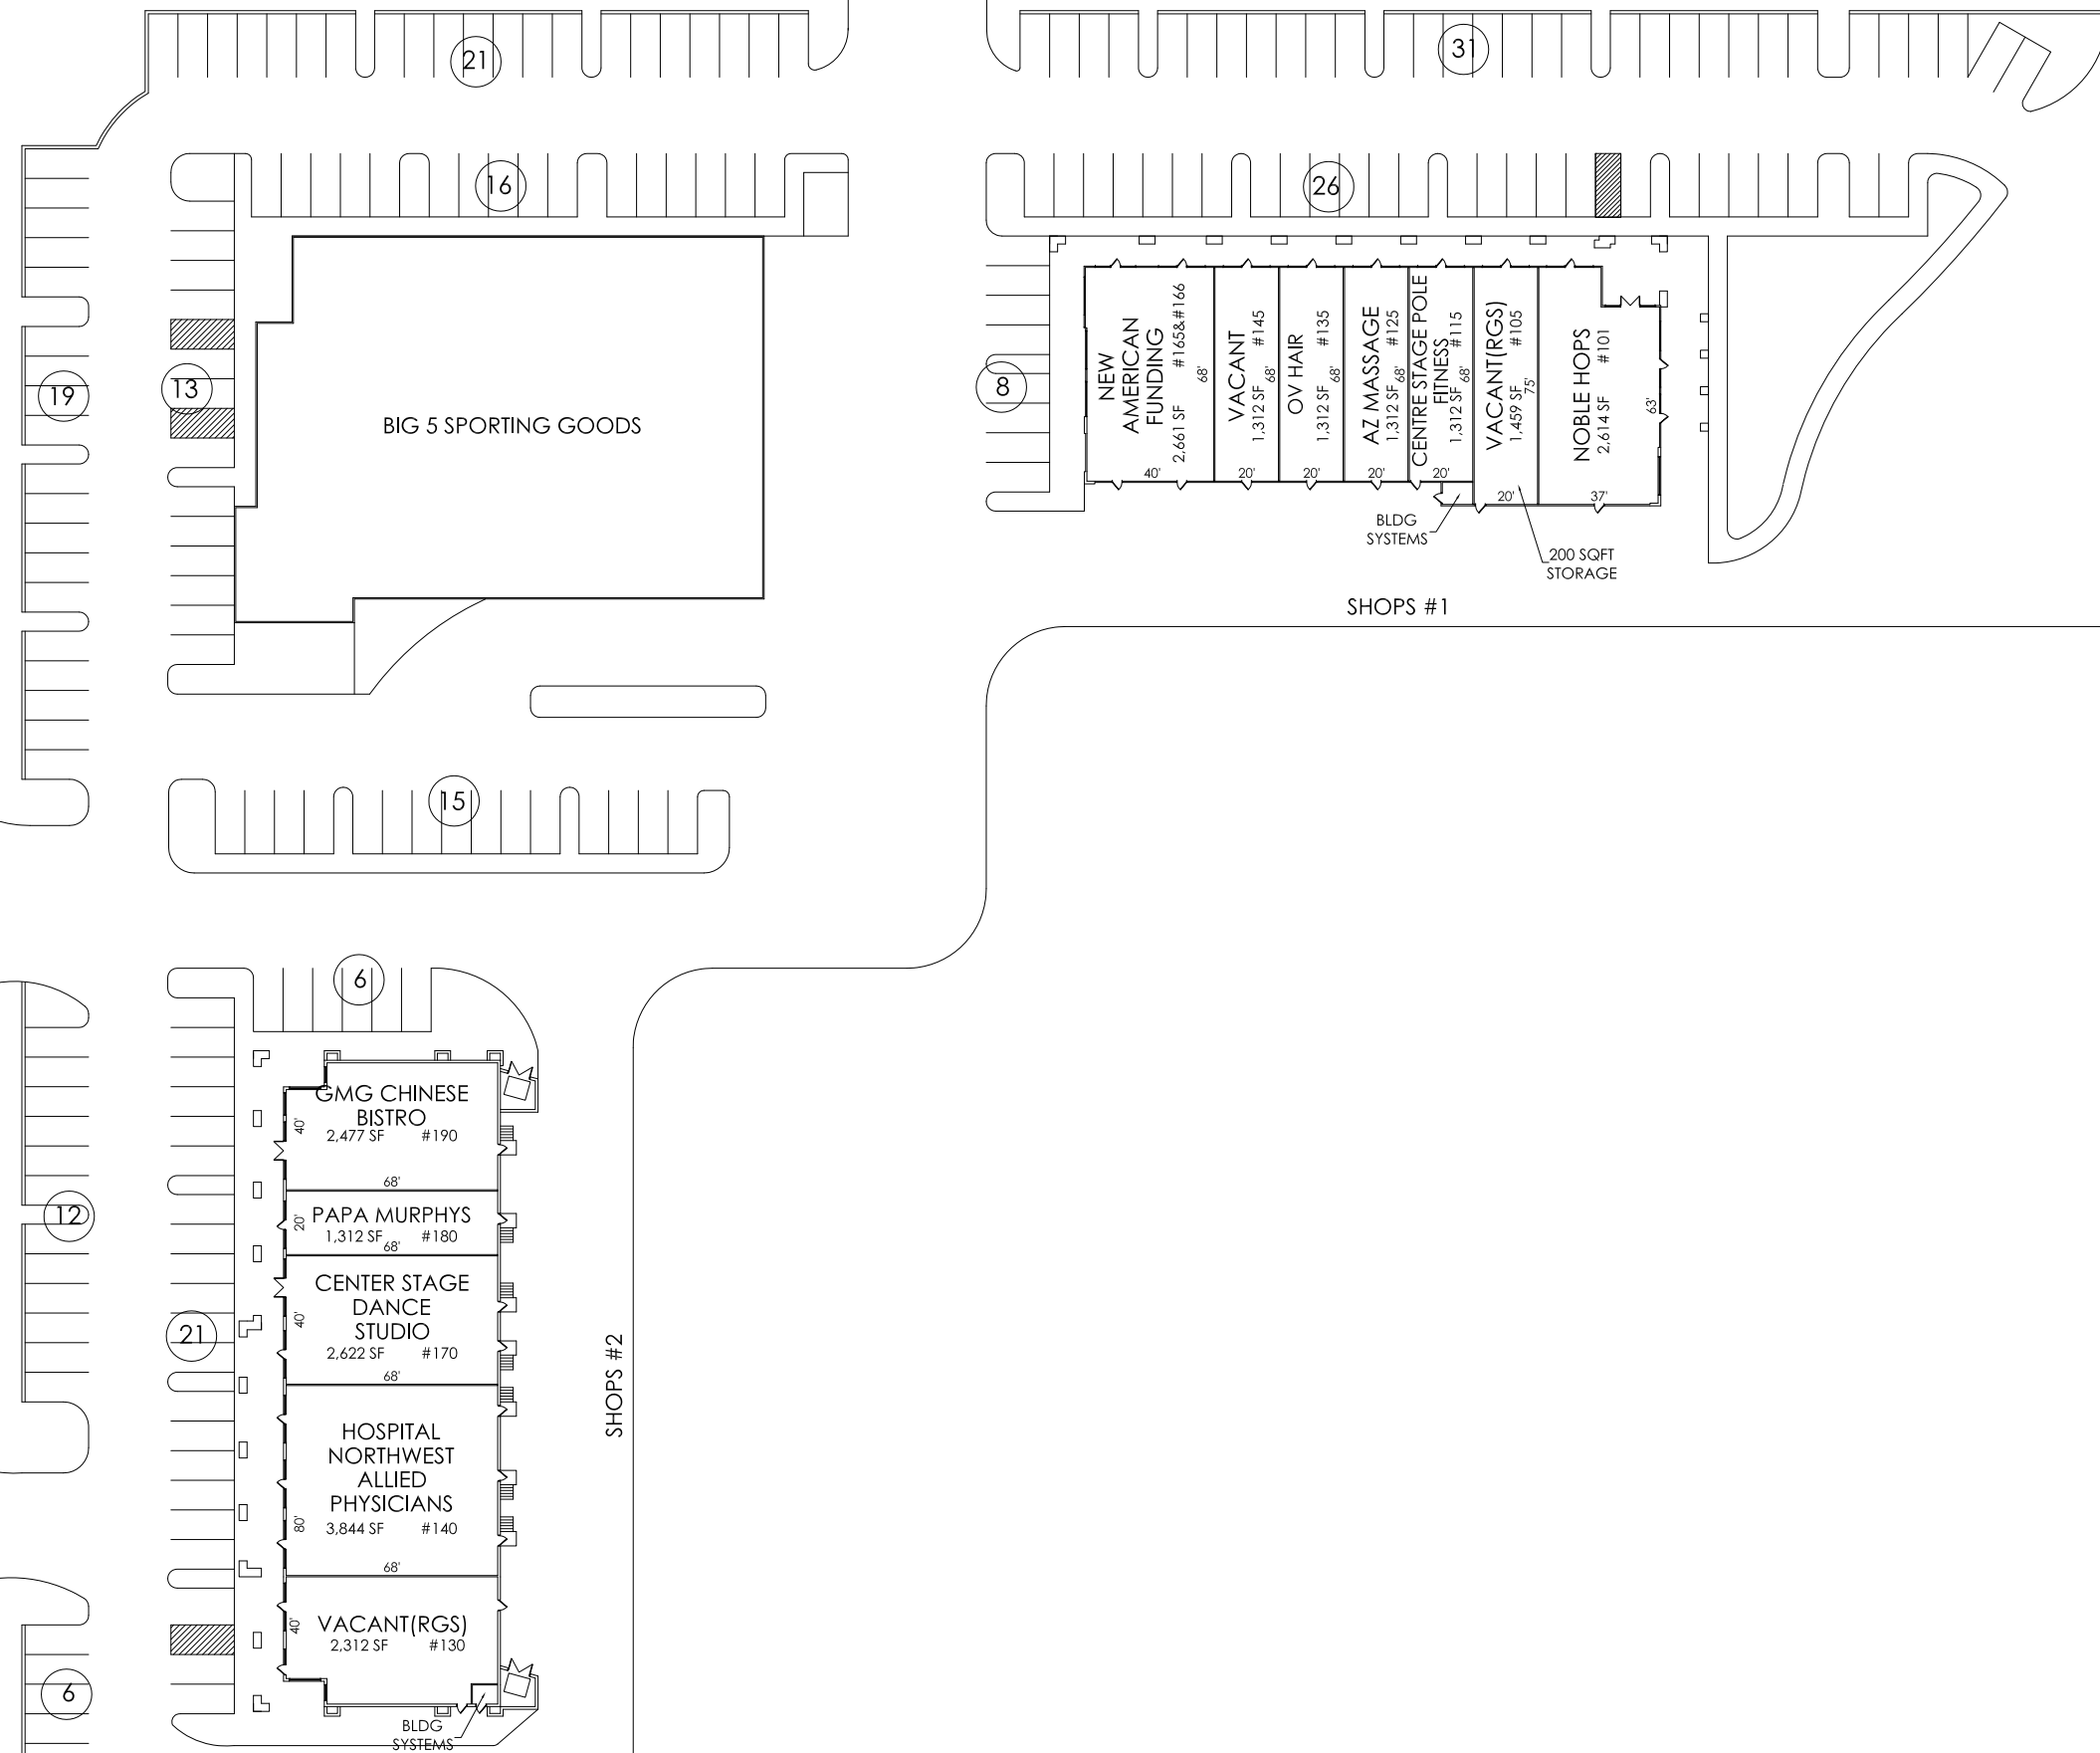 21
31
16
26
19
13
8
BIG 5 SPORTING GOODS
NEW
AMERICAN
FUNDING
2,661 SF #165&#166
68'
40'
VACANT
1,312 SF #145
68'
20'
OV HAIR
1,312 SF #135
68'
20'
AZ MASSAGE
1,312 SF #125
68'
20'
CENTRE STAGE POLE
FITNESS
1,312 SF #115
68'
20'
VACANT(RGS)
1,459 SF #105
75'
20'
NOBLE HOPS
2,614 SF #101
63'
37'
BLDG
SYSTEMS
200 SQFT
STORAGE
SHOPS #1
15
6
GMG CHINESE
BISTRO
2,477 SF #190
40'
68'
PAPA MURPHYS
1,312 SF #180
20'
68'
CENTER STAGE
DANCE
STUDIO
2,622 SF #170
40'
68'
HOSPITAL
NORTHWEST
ALLIED
PHYSICIANS
3,844 SF #140
80'
68'
VACANT(RGS)
2,312 SF #130
40'
BLDG
SYSTEMS
12
21
6
SHOPS #2